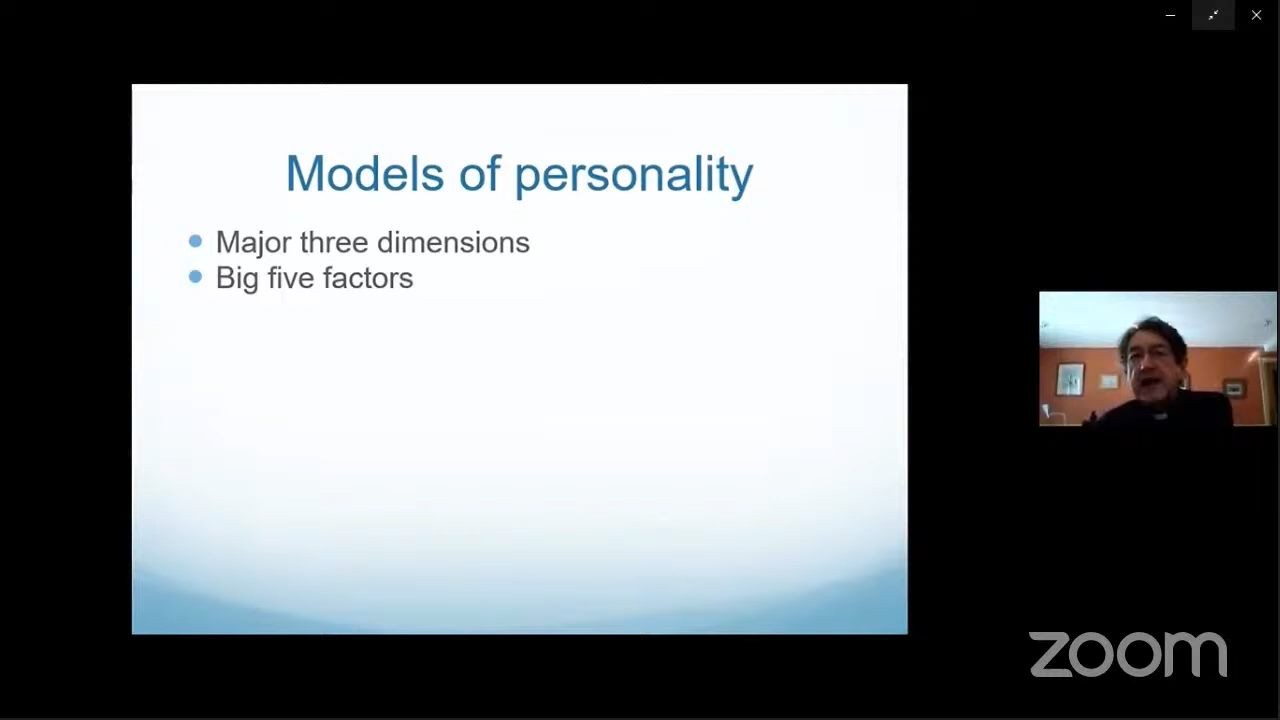 Models of personality
Major three dimensions
Big five factors
zoom